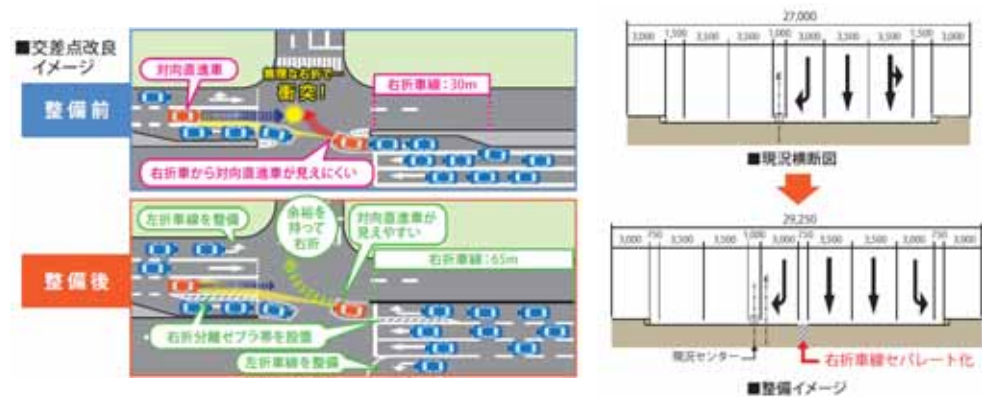 ■交差点改良
イメージ
整備前
対向直進車
無理な右折で
衝突!
右折車線:30m
右折車から対向直進車が見えにくい
整備後
左折車線を整備
余裕を
持って
右折
対向直進車が
見えやすい
右折車線:65m
右折分離ゼブラ帯を設置
左折車線を整備
27,000
3,000 1,500 3,500 3,500 1,000 3,000 3,500 3,500 1,500 3,000
■現況横断図
29,250
3,000 750 3,500 3,500 1,000 3,000 750 3,500 3,500 3,000 750 3,000
現況センター
右折車線セパレート化
■整備イメージ